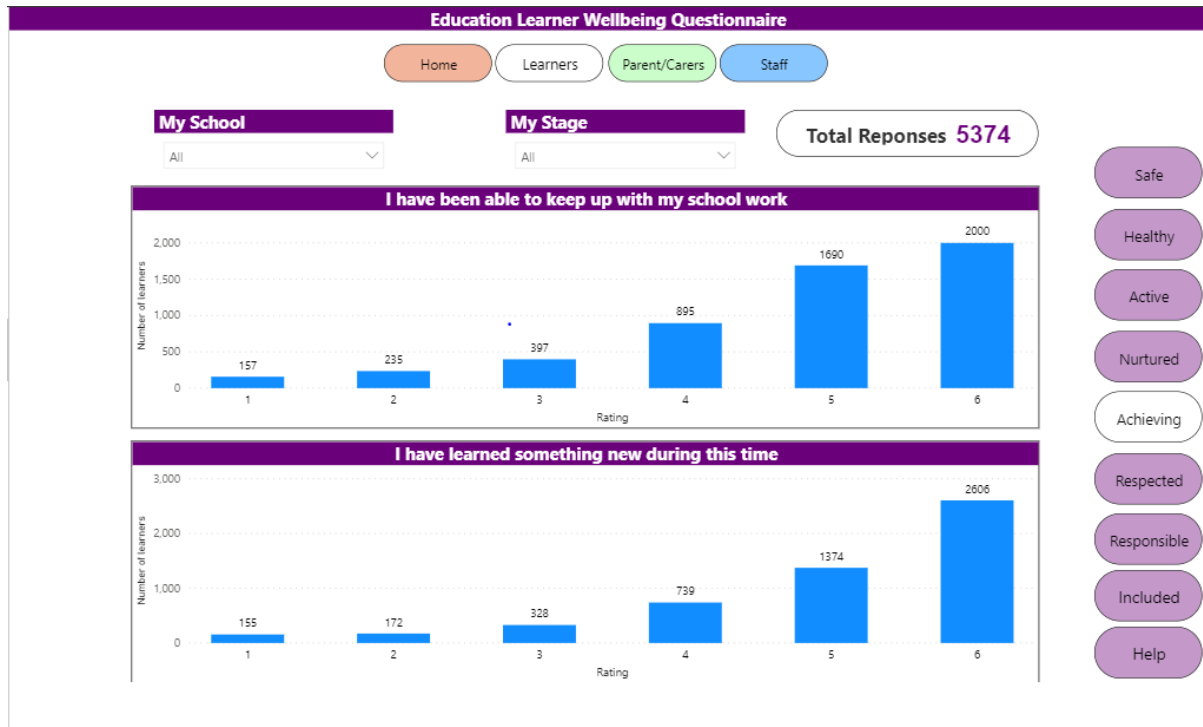 Education Learner Wellbeing Questionnaire
Home Learners Parent/Carers Staff
My School My Stage Total Reponses 5374
All All
I have been able to keep up with my school work
Number of learners
2,000
1,500
1,000
500
0
157 235 397 895 1690 2000
1 2 3 4 5 6
Rating
I have learned something new during this time
Number of learners
3,000
2,000
1,000
0
155 172 328 739 1374 2606
1 2 3 4 5 6
Rating
Safe
Healthy
Active
Nurtured
Achieving
Respected
Responsible
Included
Help